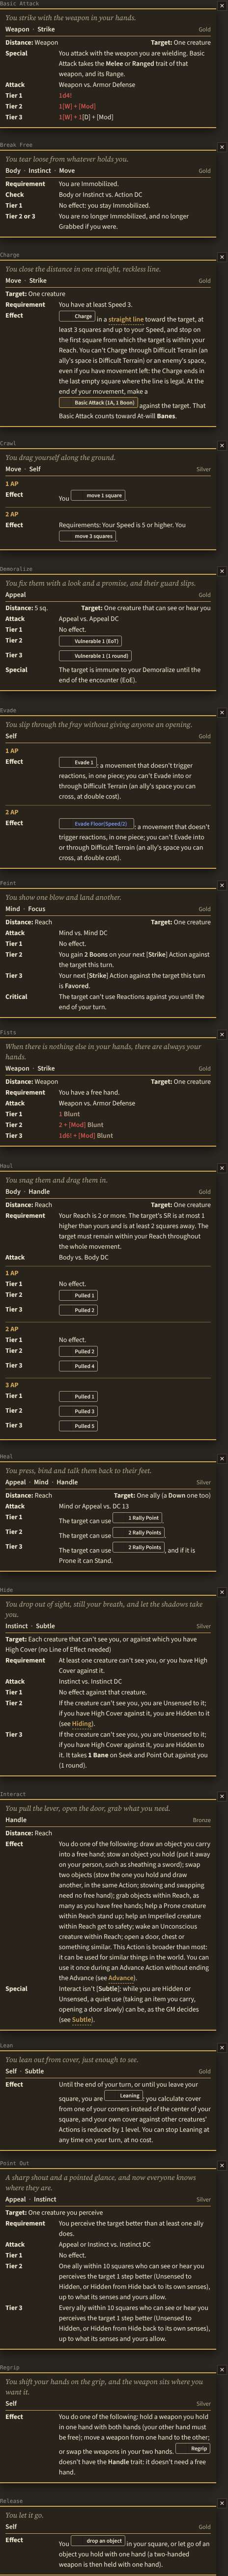 Basic Attack
You strike with the weapon in your hands.
Weapon · Strike Gold
Distance: Weapon Target: One creature
Special You attack with the weapon you are wielding. Basic
Attack takes the Melee or Ranged trait of that
weapon, and its Range.
Attack Weapon vs. Armor Defense
Tier 1 1d4!
Tier 2 1[W] + [Mod]
Tier 3 1[W] + 1[D] + [Mod]
Break Free
You tear loose from whatever holds you.
Body · Instinct · Move Gold
Requirement You are Immobilized.
Check Body or Instinct vs. Action DC
Tier 1 No effect: you stay Immobilized.
Tier 2 or 3 You are no longer Immobilized, and no longer
Grabbed if you were.
Charge
You close the distance in one straight, reckless line.
Move · Strike Gold
Target: One creature
Requirement You have at least Speed 3.
Effect Charge in a straight line toward the target, at
least 3 squares and up to your Speed, and stop on
the first square from which the target is within your
Reach. You can't Charge through Difficult Terrain (an
ally's space is Difficult Terrain) or an enemy's space,
even if you have movement left: the Charge ends in
the last empty square where the line is legal. At the
end of your movement, make a
Basic Attack (1A, 1 Boon) against the target. That
Basic Attack counts toward At-will Banes.
Crawl
You drag yourself along the ground.
Move · Self Silver
1 AP
Effect You move 1 square
2 AP
Effect Requirements: Your Speed is 5 or higher. You
move 3 squares
Demoralize
You fix them with a look and a promise, and their guard slips.
Appeal Gold
Distance: 5 sq. Target: One creature that can see or hear you
Attack Appeal vs. Appeal DC
Tier 1 No effect.
Tier 2 Vulnerable 1 (EoT)
Tier 3 Vulnerable 1 (1 round)
Special The target is immune to your Demoralize until the
end of the encounter (EoE).
Evade
You slip through the fray without giving anyone an opening.
Self Gold
1 AP
Effect Evade 1 : a movement that doesn't trigger
reactions, in one piece; you can't Evade into or
through Difficult Terrain (an ally's space you can
cross, at double cost).
2 AP
Effect Evade Floor(Speed/2) : a movement that doesn't
trigger reactions, in one piece; you can't Evade into
or through Difficult Terrain (an ally's space you can
cross, at double cost).
Feint
You show one blow and land another.
Mind · Focus Gold
Distance: Reach Target: One creature
Attack Mind vs. Mind DC
Tier 1 No effect.
Tier 2 You gain 2 Boons on your next [Strike] Action against
the target this turn.
Tier 3 Your next [Strike] Action against the target this turn
is Favored.
Critical The target can't use Reactions against you until the
end of your turn.
Fists
When there is nothing else in your hands, there are always your
hands.
Weapon · Strike Gold
Distance: Weapon Target: One creature
Requirement You have a free hand.
Attack Weapon vs. Armor Defense
Tier 1 1 Blunt
Tier 2 2 + [Mod] Blunt
Tier 3 1d6! + [Mod] Blunt
Haul
You snag them and drag them in.
Body · Handle Gold
Distance: Reach Target: One creature
Requirement Your Reach is 2 or more. The target's SR is at most 1
higher than yours and is at least 2 squares away. The
target must remain within your Reach throughout
the whole movement.
Attack Body vs. Body DC
1 AP
Tier 1 No effect.
Tier 2 Pulled 1
Tier 3 Pulled 2
2 AP
Tier 1 No effect.
Tier 2 Pulled 2
Tier 3 Pulled 4
3 AP
Tier 1 Pulled 1
Tier 2 Pulled 3
Tier 3 Pulled 5
Heal
You press, bind and talk them back to their feet.
Appeal · Mind · Handle Silver
Distance: Reach Target: One ally (a Down one too)
Attack Mind or Appeal vs. DC 13
Tier 1 The target can use 1 Rally Point
Tier 2 The target can use 2 Rally Points
Tier 3 The target can use 2 Rally Points , and if it is
Prone it can Stand.
Hide
You drop out of sight, still your breath, and let the shadows take
you.
Instinct · Subtle Silver
Target: Each creature that can't see you, or against which you have
High Cover (no Line of Effect needed)
Requirement At least one creature can't see you, or you have High
Cover against it.
Attack Instinct vs. Instinct DC
Tier 1 No effect against that creature.
Tier 2 If the creature can't see you, you are Unsensed to it;
if you have High Cover against it, you are Hidden to it
(see Hiding).
Tier 3 If the creature can't see you, you are Unsensed to it;
if you have High Cover against it, you are Hidden to
it. It takes 1 Bane on Seek and Point Out against you
(1 round).
Interact
You pull the lever, open the door, grab what you need.
Handle Bronze
Distance: Reach
Effect You do one of the following: draw an object you carry
into a free hand; stow an object you hold (put it away
on your person, such as sheathing a sword); swap
two objects (stow the one you hold and draw
another, in the same Action; stowing and swapping
need no free hand); grab objects within Reach, as
many as you have free hands; help a Prone creature
within Reach stand up; help an Imperiled creature
within Reach get to safety; wake an Unconscious
creature within Reach; open a door, chest or
something similar. This Action is broader than most:
it can be used for similar things in the world. You can
use it once during an Advance Action without ending
the Advance (see Advance).
Special Interact isn't [Subtle]: while you are Hidden or
Unsensed, a quiet use (taking an item you carry,
opening a door slowly) can be, as the GM decides
(see Subtle).
Lean
You lean out from cover, just enough to see.
Self · Subtle Gold
Effect Until the end of your turn, or until you leave your
square, you are Leaning : you calculate cover
from one of your corners instead of the center of your
square, and your own cover against other creatures'
Actions is reduced by 1 level. You can stop Leaning at
any time on your turn, at no cost.
Point Out
A sharp shout and a pointed glance, and now everyone knows
where they are.
Appeal · Instinct Silver
Target: One creature you perceive
Requirement You perceive the target better than at least one ally
does.
Attack Appeal or Instinct vs. Instinct DC
Tier 1 No effect.
Tier 2 One ally within 10 squares who can see or hear you
perceives the target 1 step better (Unsensed to
Hidden, or Hidden from Hide back to its own senses),
up to what its senses and yours allow.
Tier 3 Every ally within 10 squares who can see or hear you
perceives the target 1 step better (Unsensed to
Hidden, or Hidden from Hide back to its own senses),
up to what its senses and yours allow.
Regrip
You shift your hands on the grip, and the weapon sits where you
want it.
Self Silver
Effect You do one of the following: hold a weapon you hold
in one hand with both hands (your other hand must
be free); move a weapon from one hand to the other;
or swap the weapons in your two hands. Regrip
doesn't have the Handle trait: it doesn't need a free
hand.
Release
You let it go.
Self Gold
Effect You drop an object in your square, or let go of an
object you hold with one hand (a two-handed
weapon is then held with one hand).